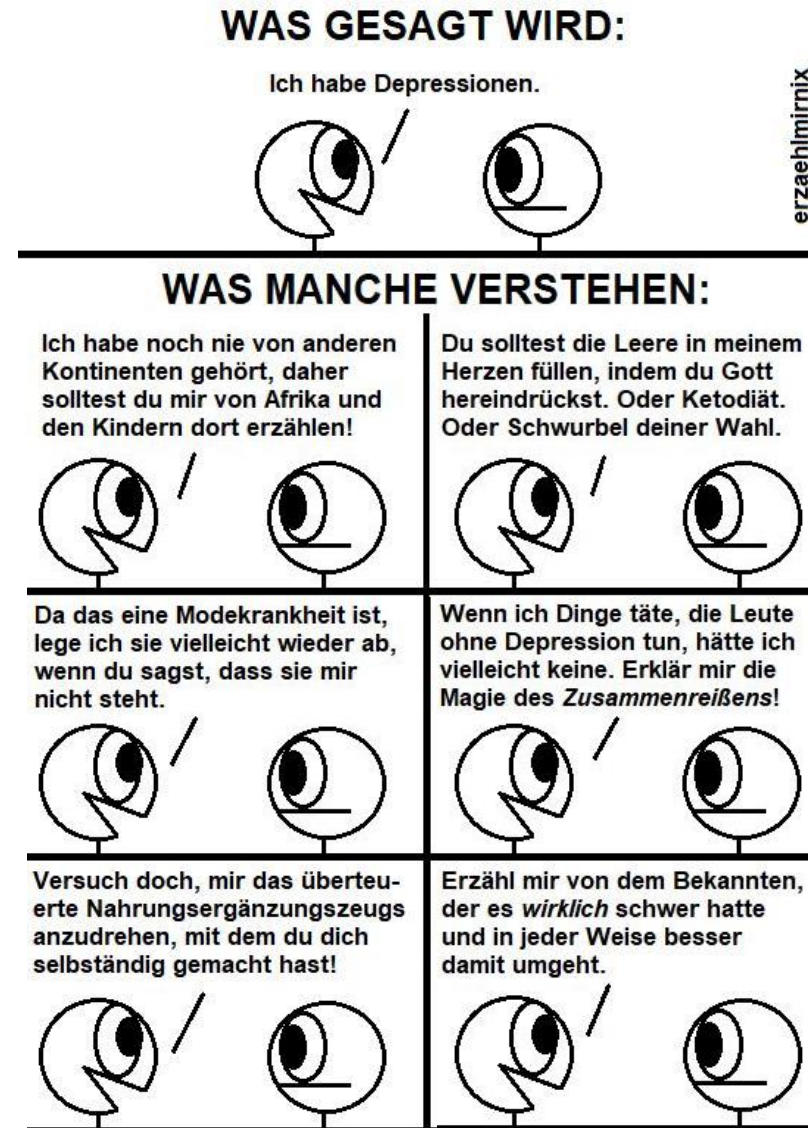 WAS GESAGT WIRD:
Ich habe Depressionen.
erzaehlmirnix
WAS MANCHE VERSTEHEN:
Ich habe noch nie von anderen
Kontinenten gehört, daher
solltest du mir von Afrika und
den Kindern dort erzählen!
Du solltest die Leere in meinem
Herzen füllen, indem du Gott
hereindrückst. Oder Ketodiät.
Oder Schwurbel deiner Wahl.
Da das eine Modekrankheit ist,
lege ich sie vielleicht wieder ab,
wenn du sagst, dass sie mir
nicht steht.
Wenn ich Dinge täte, die Leute
ohne Depression tun, hätte ich
vielleicht keine. Erklär mir die
Magie des Zusammenreißens!
Versuch doch, mir das überteu-
erte Nahrungsergänzungszeugs
anzudrehen, mit dem du dich
selbständig gemacht hast!
Erzähl mir von dem Bekannten,
der es wirklich schwer hatte
und in jeder Weise besser
damit umgeht.